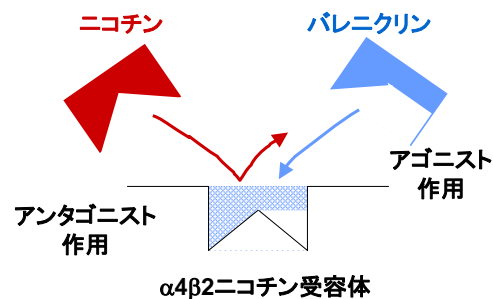 ニコチン
バレニクリン
アゴニスト
作用
アンタゴニスト
作用
α4β2ニコチン受容体